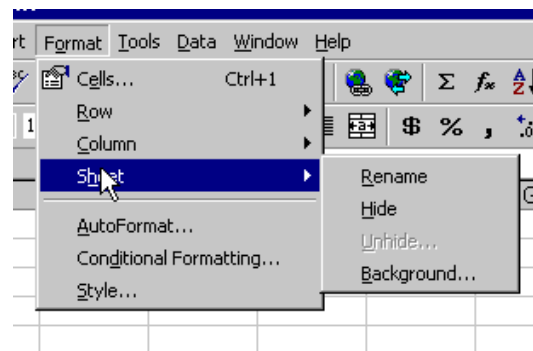 rt Format Tools Data Window Help
Cells... Ctrl+1
Σ
$ % ,
Row
1
Column
Sheet
Rename
Hide
Unhide...
Background...
AutoFormat...
Conditional Formatting...
Style...